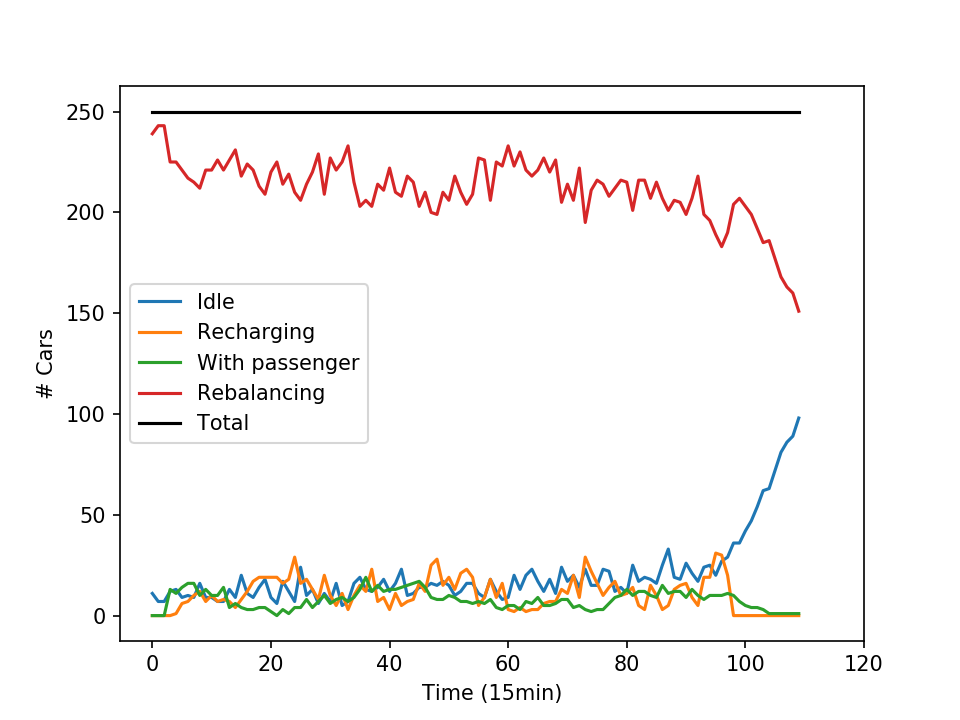 250
200
150
100
50
0
# Cars
Idle
Recharging
With passenger
Rebalancing
Total
0 20 40 60 80 100 120
Time (15min)